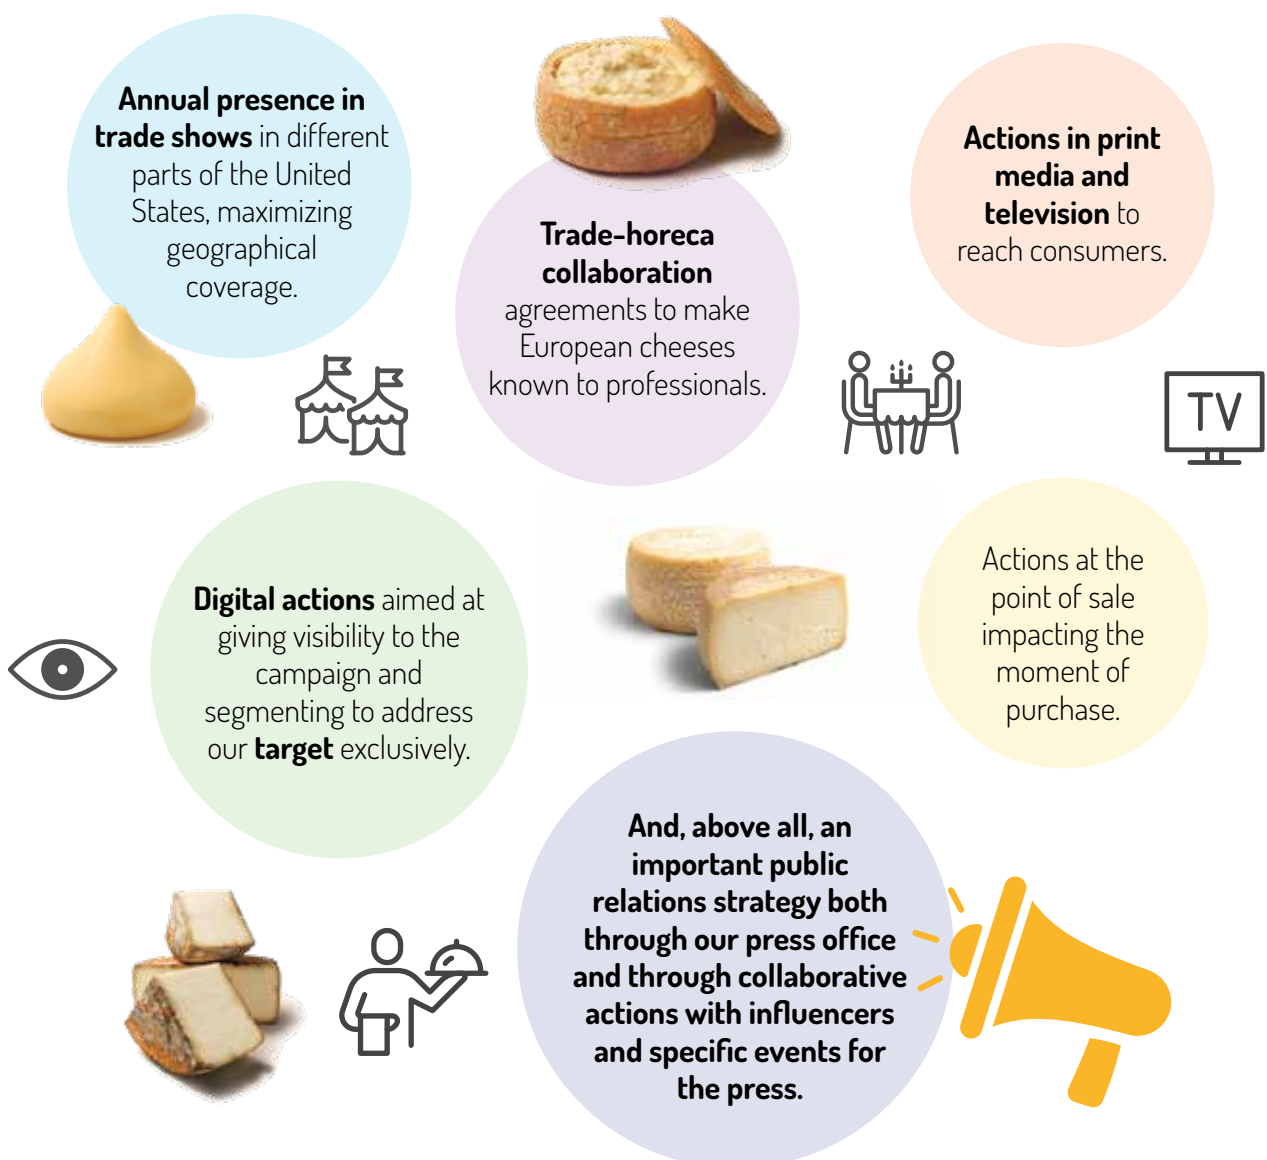 Annual presence in
trade shows in different
parts of the United
States, maximizing
geographical
coverage.
Trade-horeca
collaboration
agreements to make
European cheeses
known to professionals.
Actions in print
media and
television to
reach consumers.
TV
Digital actions aimed at
giving visibility to the
campaign and
segmenting to address
our target exclusively.
Actions at the
point of sale
impacting the
moment of
purchase.
And, above all, an
important public
relations strategy both
through our press office
and through collaborative
actions with influencers
and specific events for
the press.